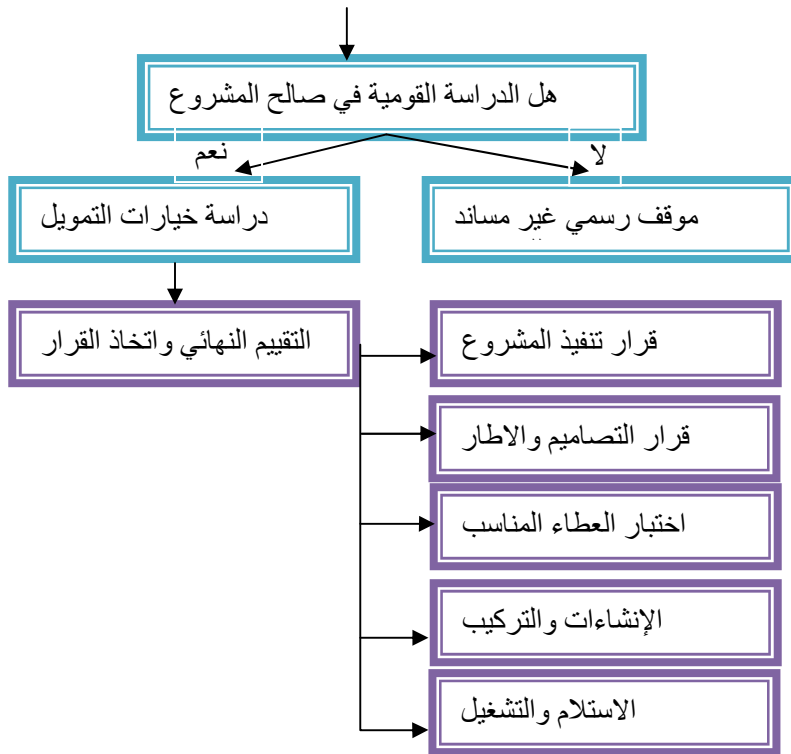 هل الدراسة القومية في صالح المشروع
نعم
لا
دراسة خيارات التمويل
موقف رسمي غير مساند
التقييم النهائي واتخاذ القرار
قرار تنفيذ المشروع
قرار التصاميم والاطار
اختبار العطاء المناسب
الإنشاءات والتركيب
الاستلام والتشغيل